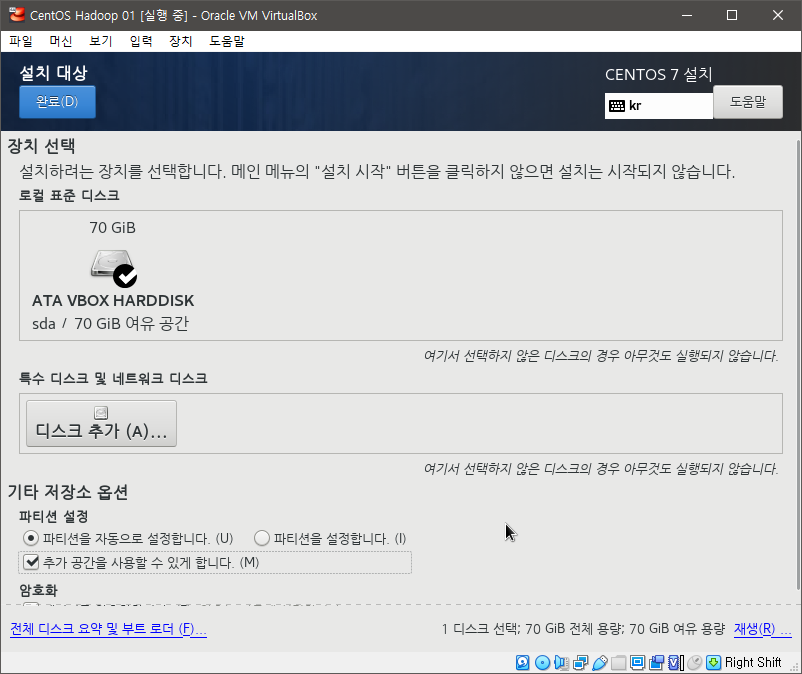 CentOS Hadoop 01 [실행 중] - Oracle VM VirtualBox
파일 머신 보기 입력 장치 도움말
설치 대상
CENTOS 7 설치
완료(D)
kr
도움말
장치 선택
설치하려는 장치를 선택합니다. 메인 메뉴의 "설치 시작" 버튼을 클릭하지 않으면 설치는 시작되지 않습니다.
로컬 표준 디스크
70 GiB
ATA VBOX HARDDISK
sda / 70 GiB 여유 공간
여기서 선택하지 않은 디스크의 경우 아무것도 실행되지 않습니다.
특수 디스크 및 네트워크 디스크
디스크 추가 (A)...
여기서 선택하지 않은 디스크의 경우 아무것도 실행되지 않습니다.
기타 저장소 옵션
파티션 설정
파티션을 자동으로 설정합니다. (U) 파티션을 설정합니다. (I)
추가 공간을 사용할 수 있게 합니다. (M)
암호화
전체 디스크 요약 및 부트 로더 (F)... 1 디스크 선택; 70 GiB 전체 용량; 70 GiB 여유 용량 재생(R) ...
Right Shift